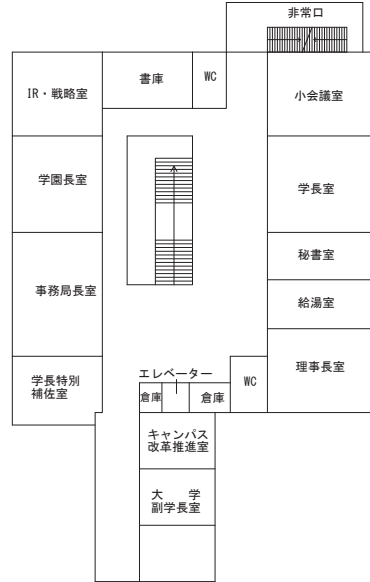 非常口
書庫
WC
IR・戦略室
小会議室
学園長室
学長室
秘書室
事務局長室
給湯室
理事長室
エレベーター
WC
学長特別
補佐室
倉庫
倉庫
キャンパス
改革推進室
大　学
副学長室